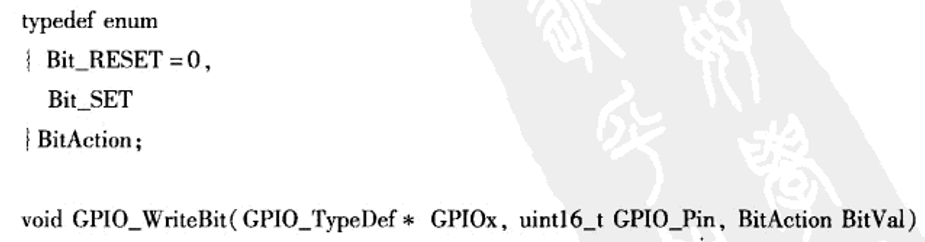 typedef enum
{ Bit_RESET = 0,
Bit_SET
} BitAction;
void GPIO_WriteBit( GPIO_TypeDef * GPIOx, uint16_t GPIO_Pin, BitAction BitVal)